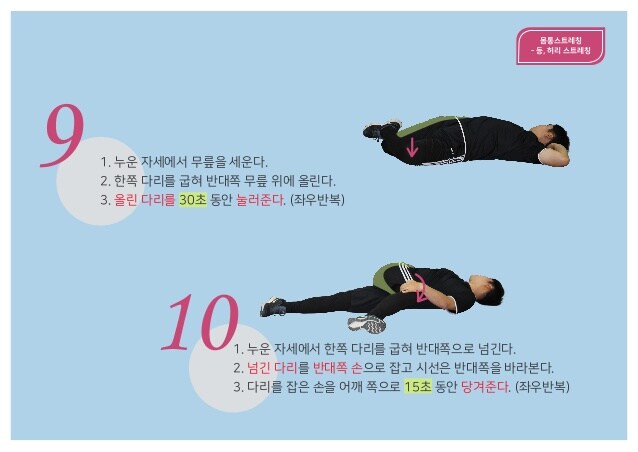 몸통스트레칭
- 등, 허리 스트레칭
9
1. 누운 자세에서 무릎을 세운다.
2. 한쪽 다리를 굽혀 반대쪽 무릎 위에 올린다.
3. 올린 다리를 30초 동안 눌러준다. (좌우반복)
10
1. 누운 자세에서 한쪽 다리를 굽혀 반대쪽으로 넘긴다.
2. 넘긴 다리를 반대쪽 손으로 잡고 시선은 반대쪽을 바라본다.
3. 다리를 잡은 손을 어깨 쪽으로 15초 동안 당겨준다. (좌우반복)